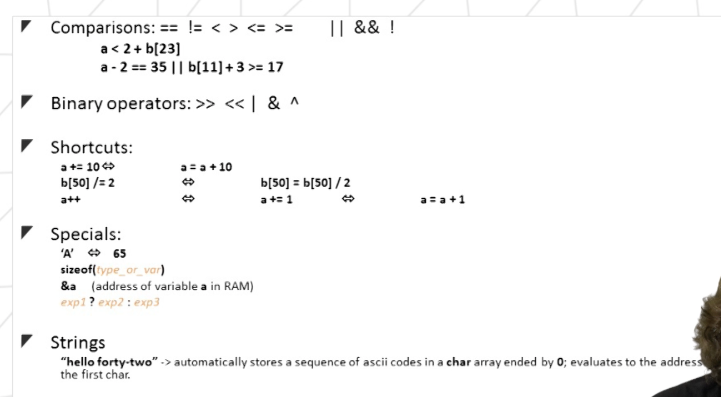 Comparisons: == != < > <= >= || && !
a < 2 + b[23]
a - 2 == 35 || b[11] + 3 >= 17
Binary operators: >> << | & ^
Shortcuts:
a += 10 ⇔ a = a + 10
b[50] /= 2 ⇔ b[50] = b[50] / 2
a++ ⇔ a += 1 ⇔ a = a + 1
Specials:
‘A’ ⇔ 65
sizeof(type_or_var)
&a (address of variable a in RAM)
exp1 ? exp2 : exp3
Strings
“hello forty-two” -> automatically stores a sequence of ascii codes in a char array ended by 0; evaluates to the address
the first char.